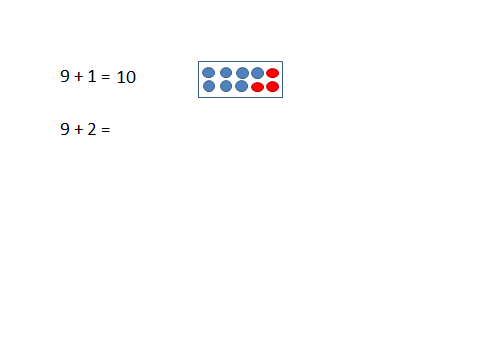 9 + 1 = 10
9 + 2 =